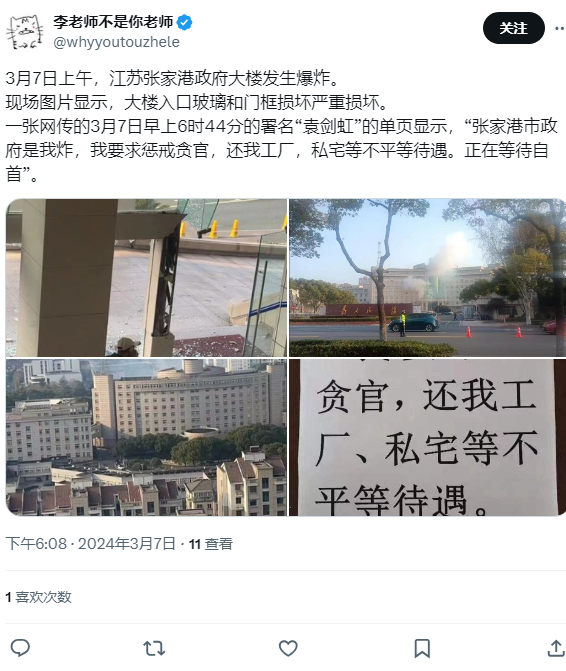 李老师不是你老师
@whyyoutouzhele
关注
3月7日上午，江苏张家港政府大楼发生爆炸。
现场图片显示，大楼入口玻璃和门框损坏严重损坏。
一张网传的3月7日早上6时44分的署名“袁剑虹”的单页显示，“张家港市政
府是我炸，我要求惩戒贪官，还我工厂，私宅等不平等待遇。正在等待自
首”。
贪官，还我工
厂、私宅等不
平等待遇。
下午6:08 · 2024年3月7日 · 11 查看
1 喜欢次数